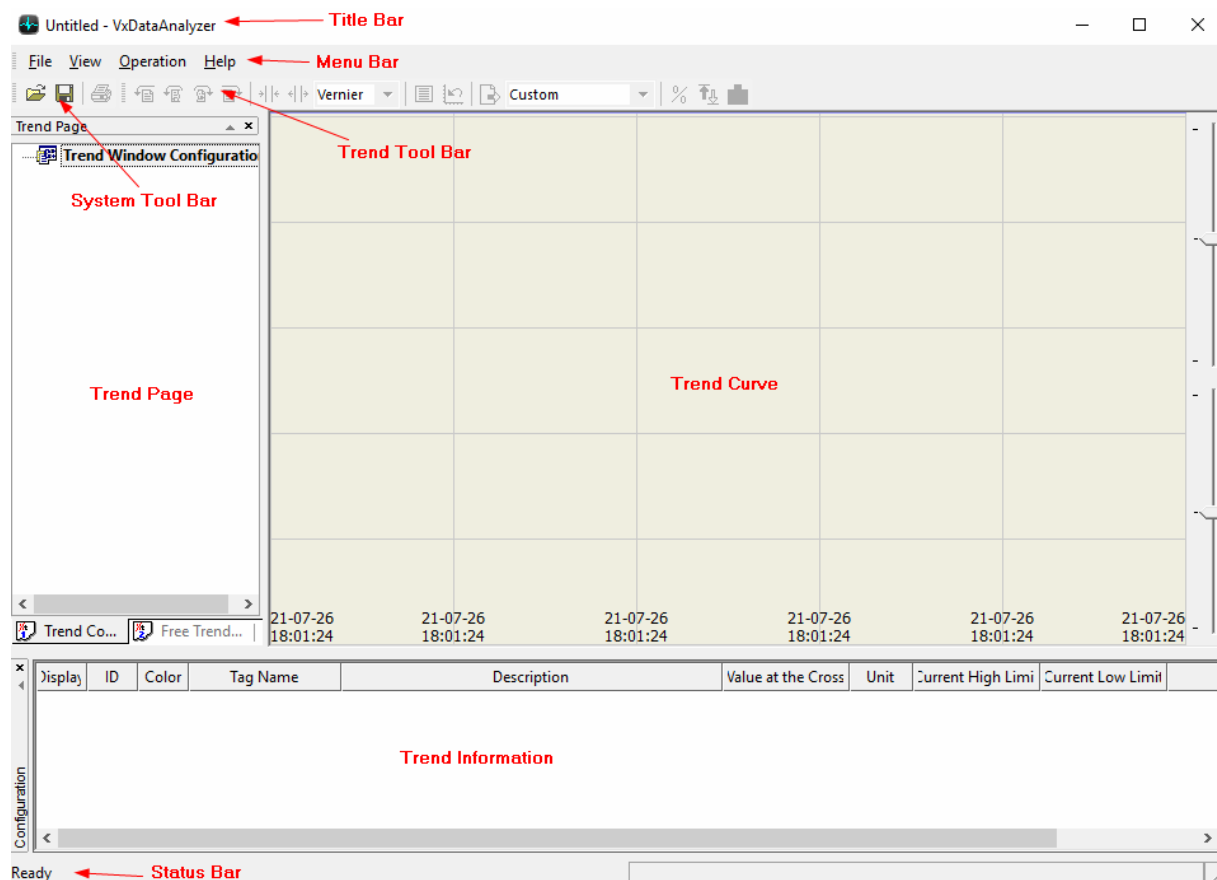 Untitled - VxDataAnalyzer
Title Bar
File View Operation Help
Menu Bar
Vernier
Custom
Trend Page
Trend Window Configuratio
Trend Tool Bar
System Tool Bar
Trend Page
Trend Curve
21-07-26 21-07-26 21-07-26 21-07-26 21-07-26 21-07-26
18:01:24 18:01:24 18:01:24 18:01:24 18:01:24 18:01:24
Trend Co... Free Trend...
Display ID Color Tag Name Description Value at the Cross Unit Current High Limi Current Low Limit
Trend Information
Configuration
Ready
Status Bar